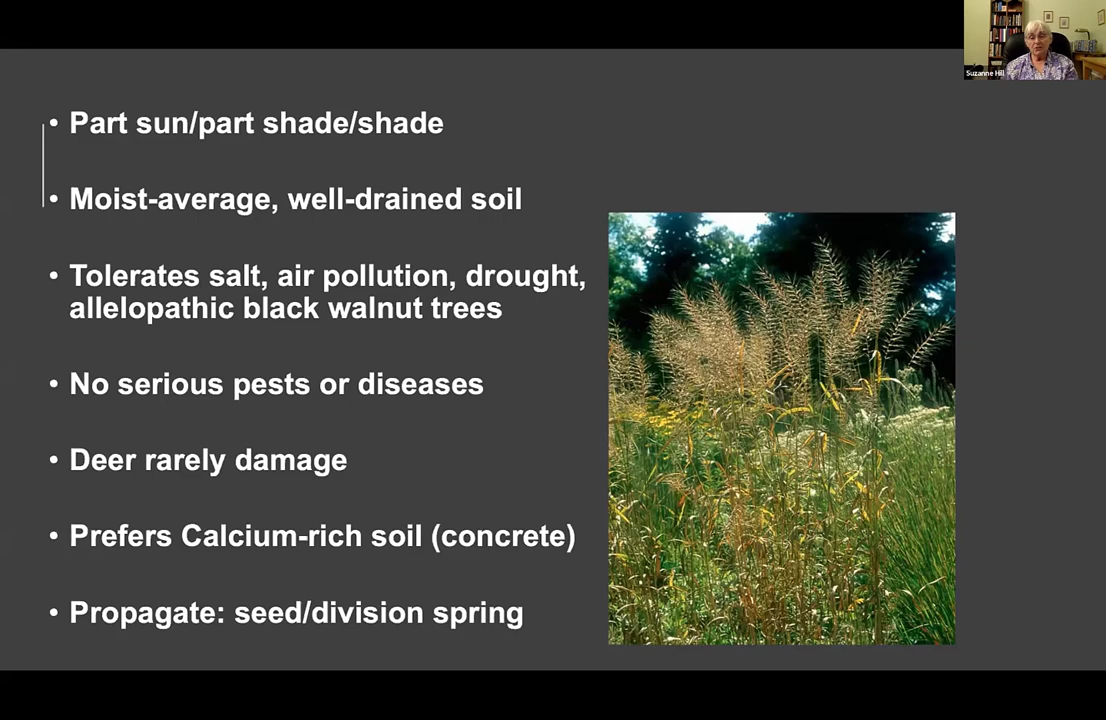 Suzanne Hill
• Part sun/part shade/shade
• Moist-average, well-drained soil
• Tolerates salt, air pollution, drought,
allelopathic black walnut trees
• No serious pests or diseases
• Deer rarely damage
• Prefers Calcium-rich soil (concrete)
• Propagate: seed/division spring